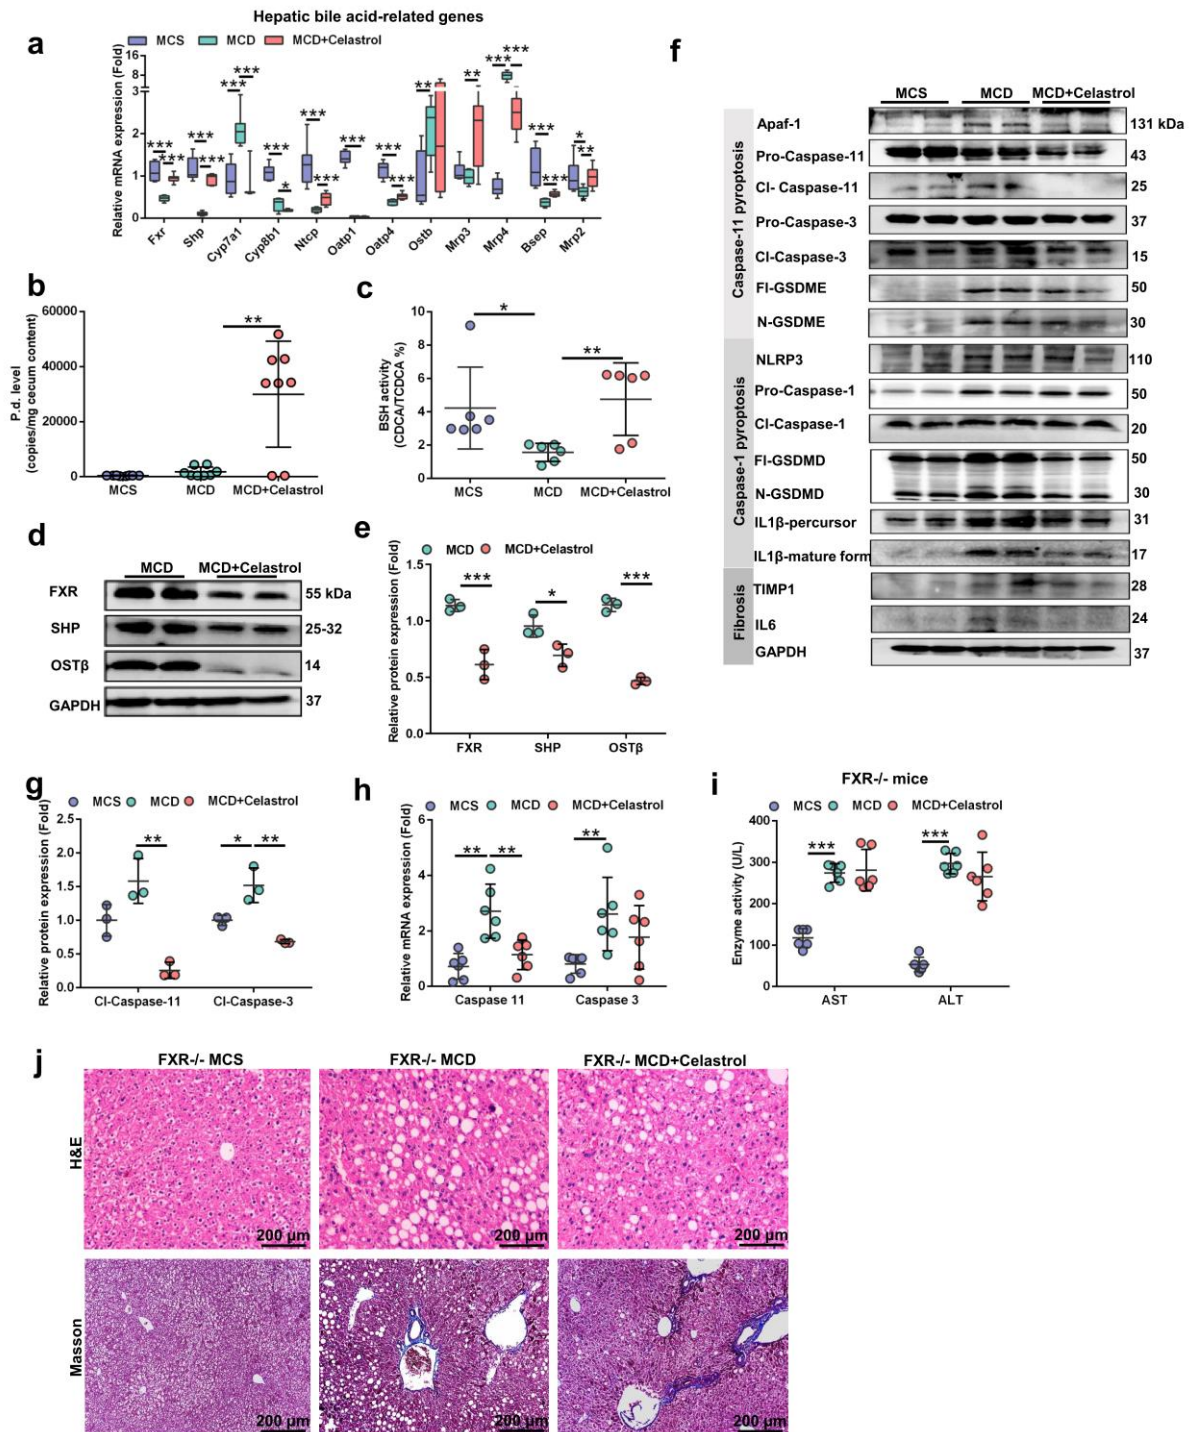 Hepatic bile acid-related genes
a
MCS MCD MCD+Celastrol
Relative mRNA expression (Fold)
16
8
3
2
1
0
*** *** *** *** *** *** *** * *** *** *** *** *** ** ** *** *** *** *** * **
Fxr Shp Cyp7a1 Cyp8b1 Ntcp Oatp1 Oatp4 Ostb Mrp3 Mrp4 Bsep Mrp2
b
P.d. level
(copies/mg cecum content)
60000
40000
20000
0
**
MCS MCD MCD+Celastrol
c
BSH activity
(CDCA/TCDCA %)
10
8
6
4
2
0
* **
MCS MCD MCD+Celastrol
d
MCD MCD+Celastrol
FXR 55 kDa
SHP 25-32
OSTβ 14
GAPDH 37
e
MCD MCD+Celastrol
Relative protein expression (Fold)
1.5
1.0
0.5
0.0
*** * ***
FXR SHP OSTβ
f
MCS MCD MCD+Celastrol
Caspase-11 pyroptosis
Apaf-1 131 kDa
Pro-Caspase-11 43
Cl- Caspase-11 25
Pro-Caspase-3 37
Cl-Caspase-3 15
Fl-GSDME 50
N-GSDME 30
Caspase-1 pyroptosis
NLRP3 110
Pro-Caspase-1 50
Cl-Caspase-1 20
Fl-GSDMD 50
N-GSDMD 30
IL1β-percursor 31
IL1β-mature form 17
Fibrosis
TIMP1 28
IL6 24
GAPDH 37
g
MCS MCD MCD+Celastrol
Relative protein expression (Fold)
2.5
2.0
1.5
1.0
0.5
0.0
** * **
Cl-Caspase-11 Cl-Caspase-3
h
MCS MCD MCD+Celastrol
Relative mRNA expression (Fold)
6
4
2
0
** ** **
Caspase 11 Caspase 3
i
FXR-/- mice
MCS MCD MCD+Celastrol
Enzyme activity (U/L)
400
300
200
100
0
*** ***
AST ALT
j
FXR-/- MCS FXR-/- MCD FXR-/- MCD+Celastrol
H&E
200 μm 200 μm 200 μm
Masson
200 μm 200 μm 200 μm